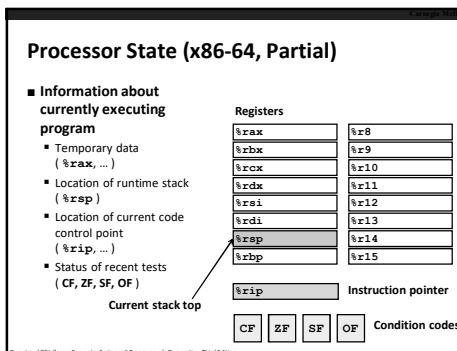 Processor State (x86-64, Partial)
■ Information about
currently executing
program
▪ Temporary data
( %rax, … )
▪ Location of runtime stack
( %rsp )
▪ Location of current code
control point
( %rip, … )
▪ Status of recent tests
( CF, ZF, SF, OF )
Current stack top
Registers
%rax
%rbx
%rcx
%rdx
%rsi
%rdi
%rsp
%rbp
%r8
%r9
%r10
%r11
%r12
%r13
%r14
%r15
%rip
Instruction pointer
CF
ZF
SF
OF
Condition codes